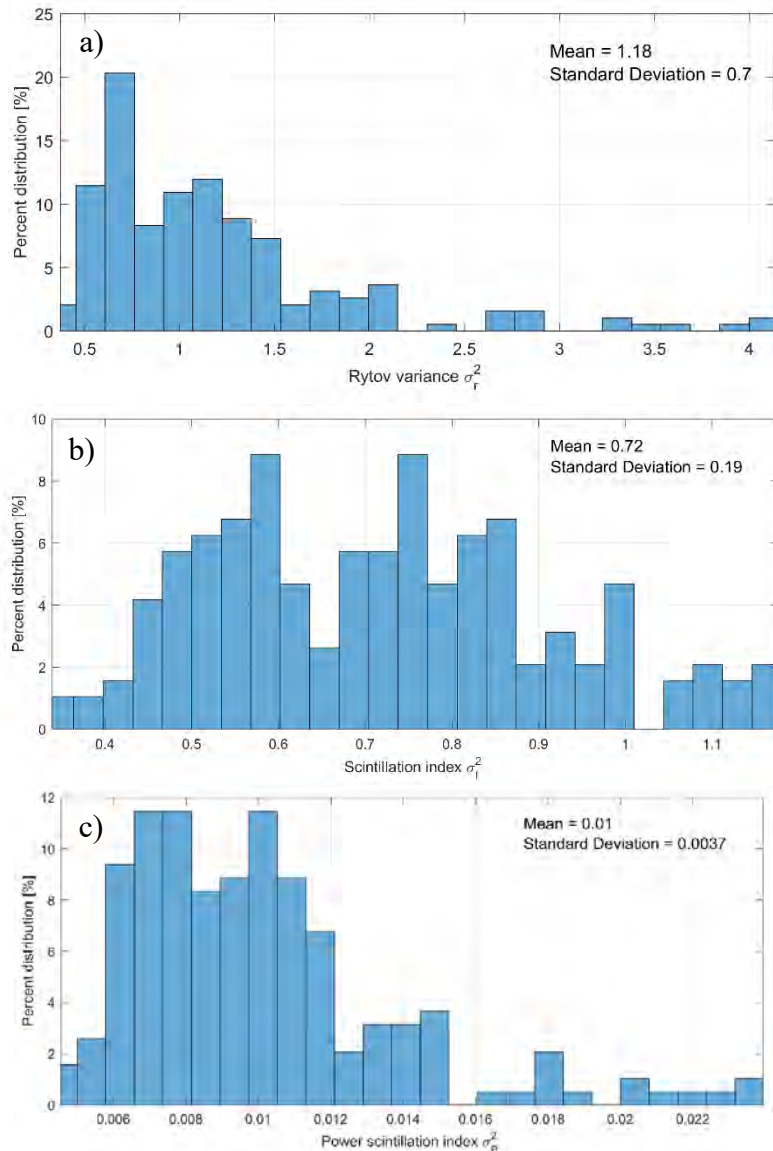 a)
Mean = 1.18
Standard Deviation = 0.7
Percent distribution [%]
25
20
15
10
5
0
0.5 1 1.5 2 2.5 3 3.5 4
Rytov variance σ_r^2
b)
Mean = 0.72
Standard Deviation = 0.19
Percent distribution [%]
10
8
6
4
2
0
0.4 0.5 0.6 0.7 0.8 0.9 1 1.1
Scintillation index σ_I^2
c)
Mean = 0.01
Standard Deviation = 0.0037
Percent distribution [%]
12
10
8
6
4
2
0
0.006 0.008 0.01 0.012 0.014 0.016 0.018 0.02 0.022
Power scintillation index σ_p^2